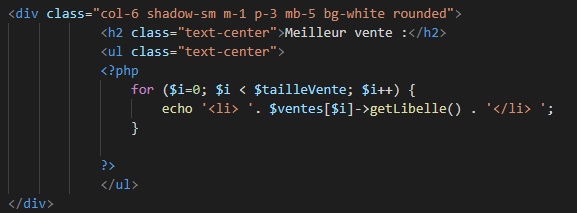 <div class="col-6 shadow-sm m-1 p-3 mb-5 bg-white rounded">
<h2 class="text-center">Meilleur vente :</h2>
<ul class="text-center">
<?php
for ($i=0; $i < $tailleVente; $i++) {
echo '<li> '. $ventes[$i]->getLibelle() . '</li> ';
}
?>
</ul>
</div>